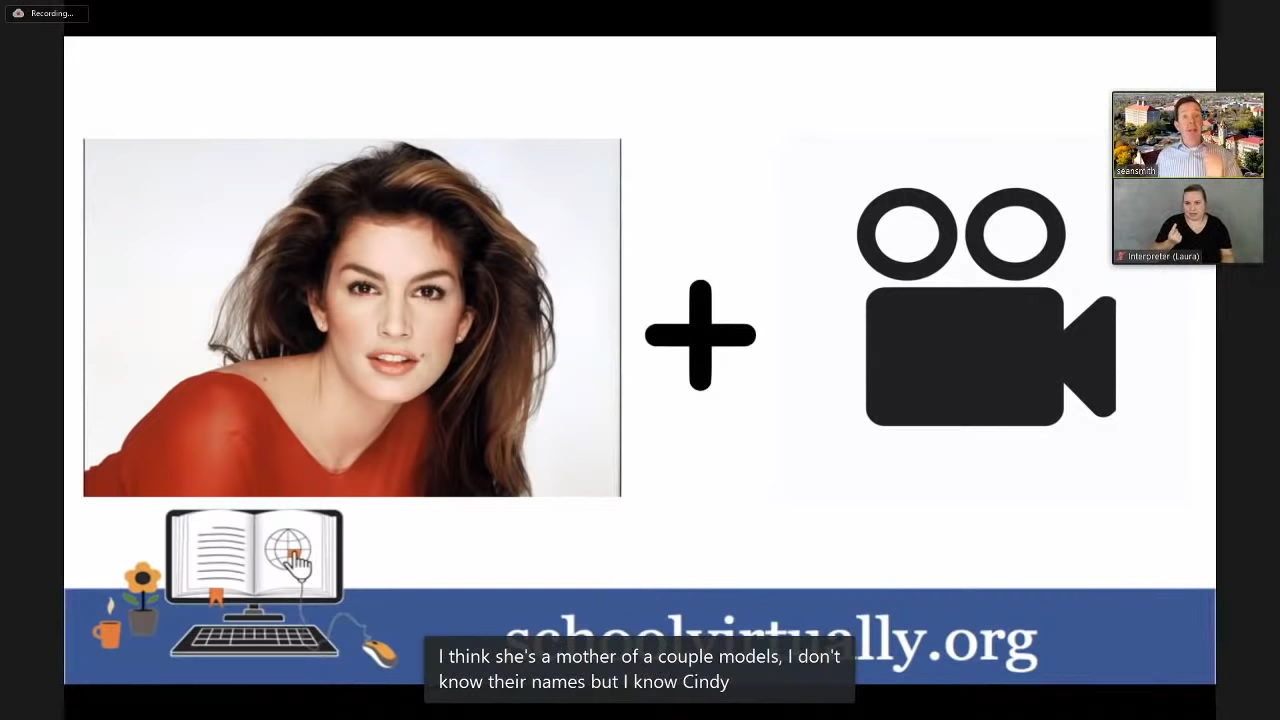 Recording...
seansmith
Interpreter (Laura)
schoolvirtually.org
I think she's a mother of a couple models, I don't
know their names but I know Cindy